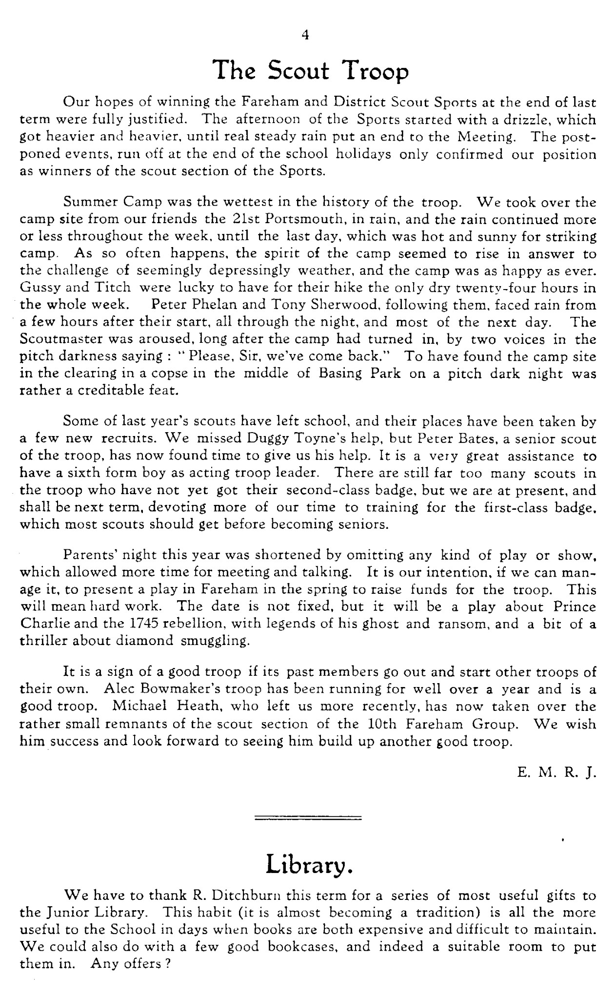 4
The Scout Troop
Our hopes of winning the Fareham and District Scout Sports at the end of last
term were fully justified. The afternoon of the Sports started with a drizzle, which
got heavier and heavier, until real steady rain put an end to the Meeting. The post-
poned events, run off at the end of the school holidays only confirmed our position
as winners of the scout section of the Sports.
Summer Camp was the wettest in the history of the troop. We took over the
camp site from our friends the 21st Portsmouth, in rain, and the rain continued more
or less throughout the week, until the last day, which was hot and sunny for striking
camp. As so often happens, the spirit of the camp seemed to rise in answer to
the challenge of seemingly depressingly weather, and the camp was as happy as ever.
Gussy and Titch were lucky to have for their hike the only dry twenty-four hours in
the whole week. Peter Phelan and Tony Sherwood, following them, faced rain from
a few hours after their start, all through the night, and most of the next day. The
Scoutmaster was aroused, long after the camp had turned in, by two voices in the
pitch darkness saying : “ Please, Sir, we've come back.” To have found the camp site
in the clearing in a copse in the middle of Basing Park on a pitch dark night was
rather a creditable feat.
Some of last year's scouts have left school, and their places have been taken by
a few new recruits. We missed Duggy Toyne's help, but Peter Bates, a senior scout
of the troop, has now found time to give us his help. It is a very great assistance to
have a sixth form boy as acting troop leader. There are still far too many scouts in
the troop who have not yet got their second-class badge, but we are at present, and
shall be next term, devoting more of our time to training for the first-class badge,
which most scouts should get before becoming seniors.
Parents' night this year was shortened by omitting any kind of play or show,
which allowed more time for meeting and talking. It is our intention, if we can man-
age it, to present a play in Fareham in the spring to raise funds for the troop. This
will mean hard work. The date is not fixed, but it will be a play about Prince
Charlie and the 1745 rebellion, with legends of his ghost and ransom, and a bit of a
thriller about diamond smuggling.
It is a sign of a good troop if its past members go out and start other troops of
their own. Alec Bowmaker's troop has been running for well over a year and is a
good troop. Michael Heath, who left us more recently, has now taken over the
rather small remnants of the scout section of the 10th Fareham Group. We wish
him success and look forward to seeing him build up another good troop.
E. M. R. J.
Library.
We have to thank R. Ditchburn this term for a series of most useful gifts to
the Junior Library. This habit (it is almost becoming a tradition) is all the more
useful to the School in days when books are both expensive and difficult to maintain.
We could also do with a few good bookcases, and indeed a suitable room to put
them in. Any offers ?